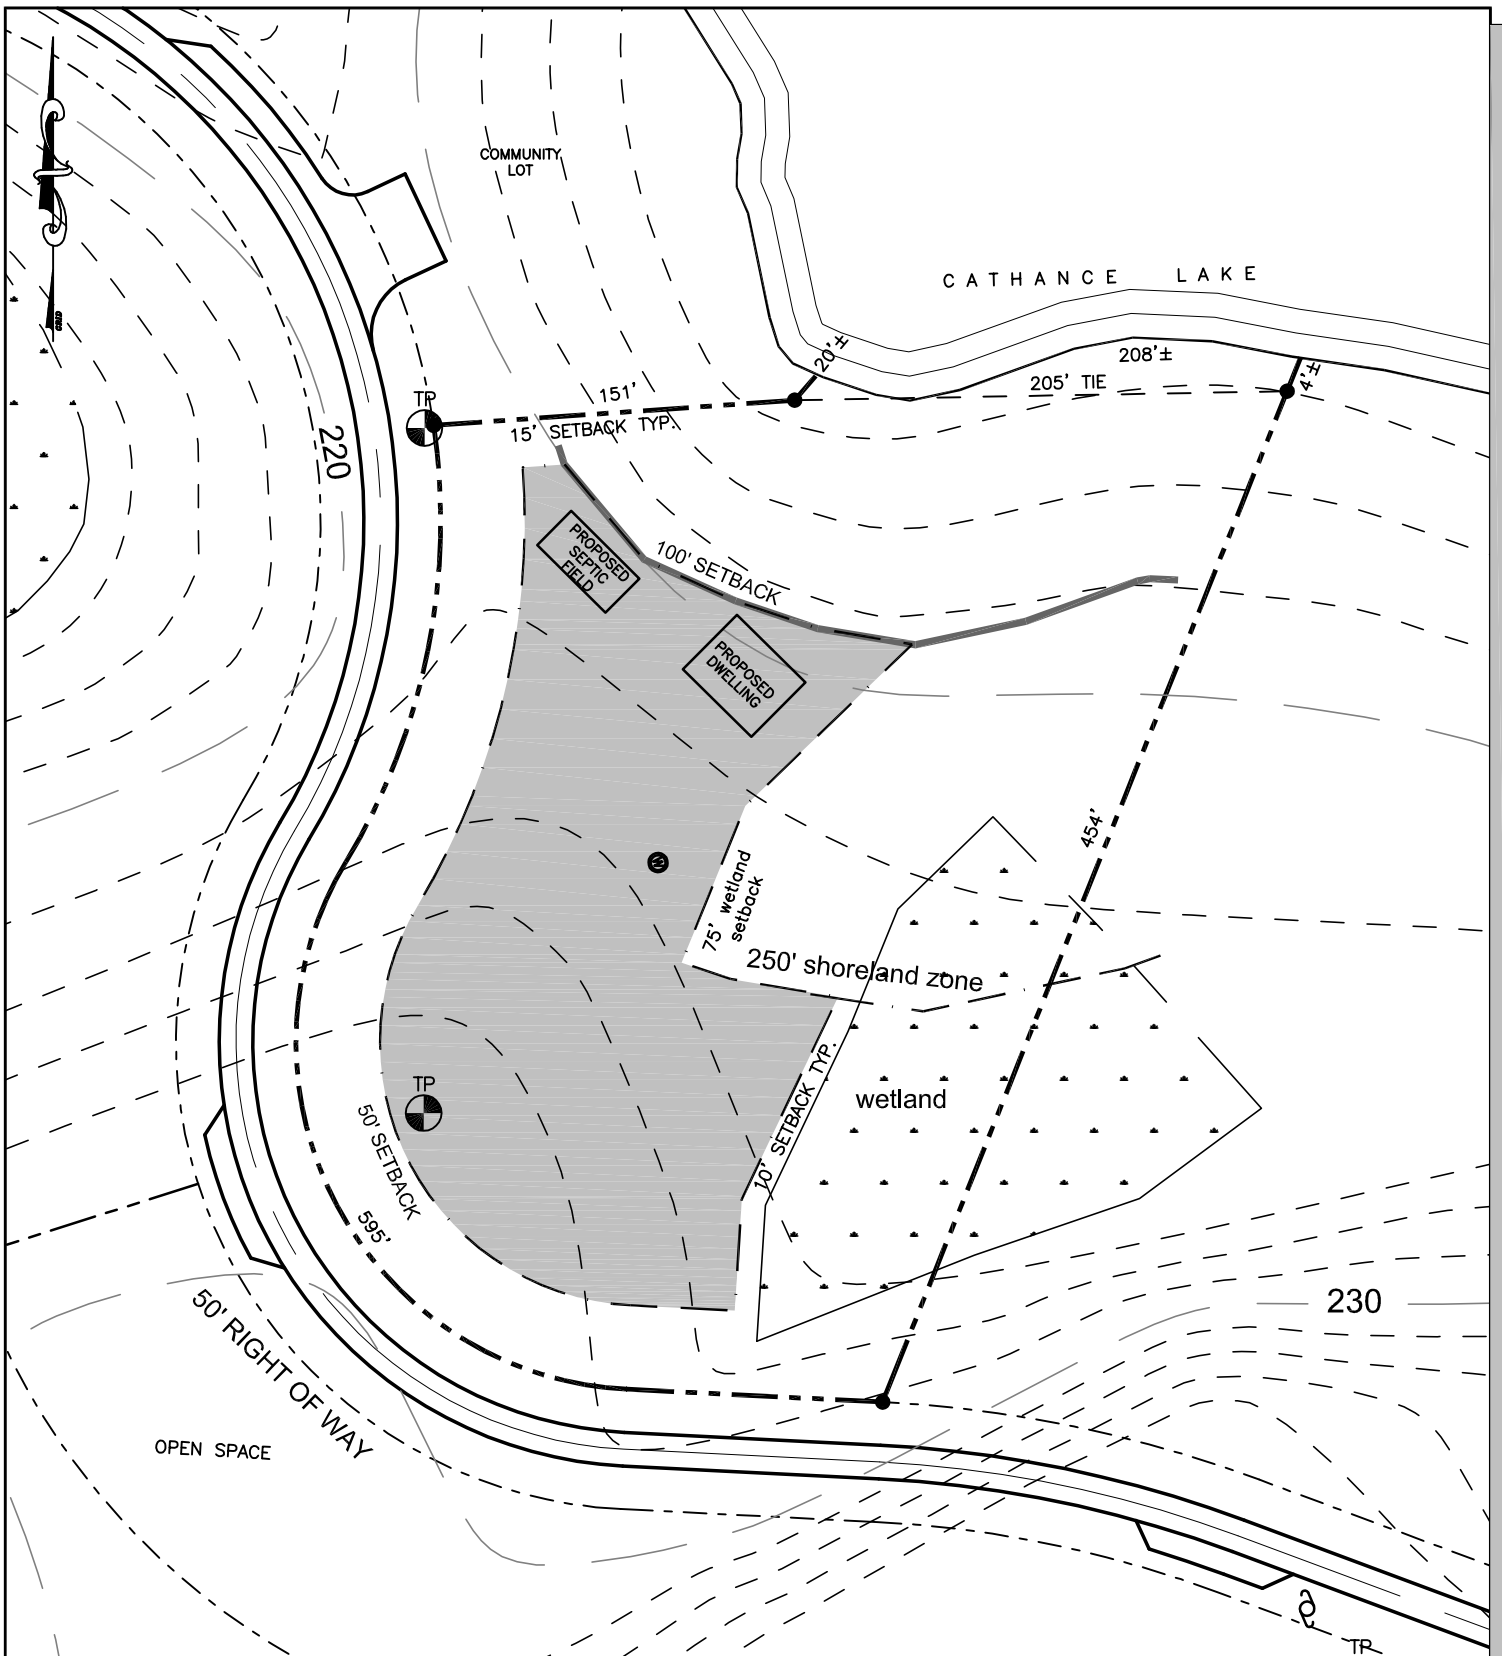 COMMUNITY
LOT
CATHANCE LAKE
GRID
20'±
208'±
4'±
205' TIE
151'
TP
15' SETBACK TYP.
220
PROPOSED
SEPTIC
FIELD
100' SETBACK
PROPOSED
DWELLING
454'
W
75' wetland
setback
250' shoreland zone
10' SETBACK TYP.
wetland
TP
50' SETBACK
595'
230
50' RIGHT OF WAY
OPEN SPACE
TP